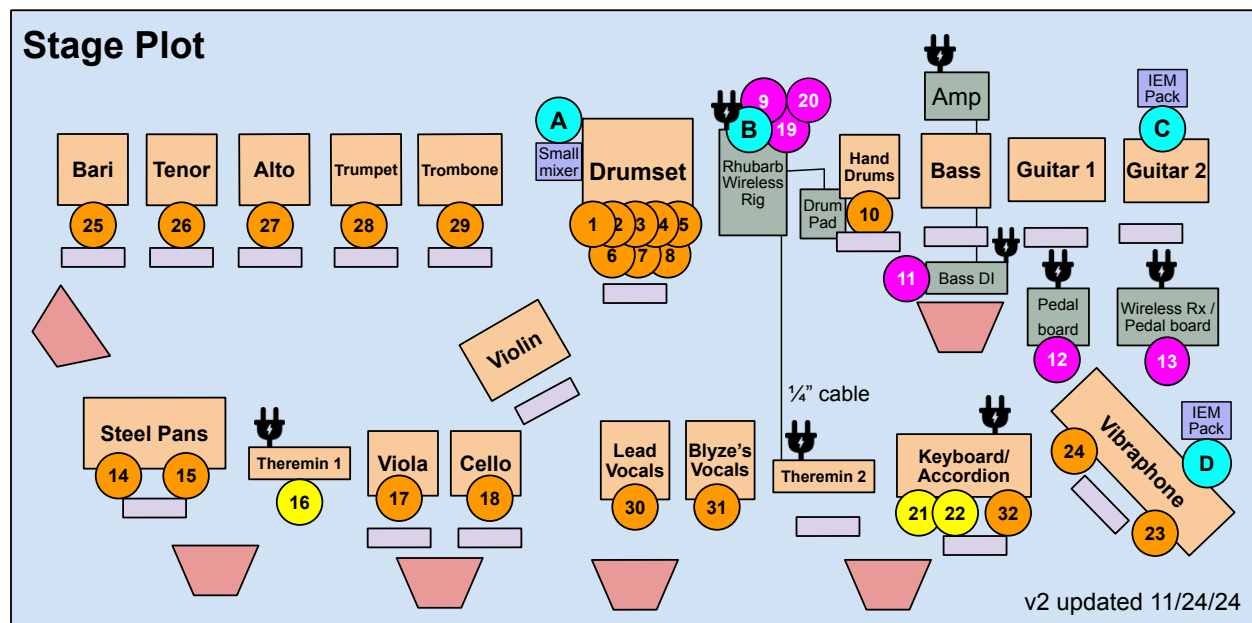 Stage Plot
IEM
Pack
A
9
20
B
19
Amp
C
Small
mixer
Bari
Tenor
Alto
Trumpet
Trombone
Drumset
Rhubarb
Wireless
Rig
Hand
Drums
Bass
Guitar 1
Guitar 2
Drum
Pad
25
26
27
28
29
1
2
3
4
5
10
6
7
8
11
Bass DI
Pedal
board
Wireless Rx /
Pedal board
12
13
Violin
¼” cable
Steel Pans
Theremin 1
Viola
Cello
Lead
Vocals
Blyze's
Vocals
Theremin 2
Keyboard/
Accordion
Vibraphone
IEM
Pack
D
14
15
16
17
18
30
31
21
22
32
24
23
v2 updated 11/24/24